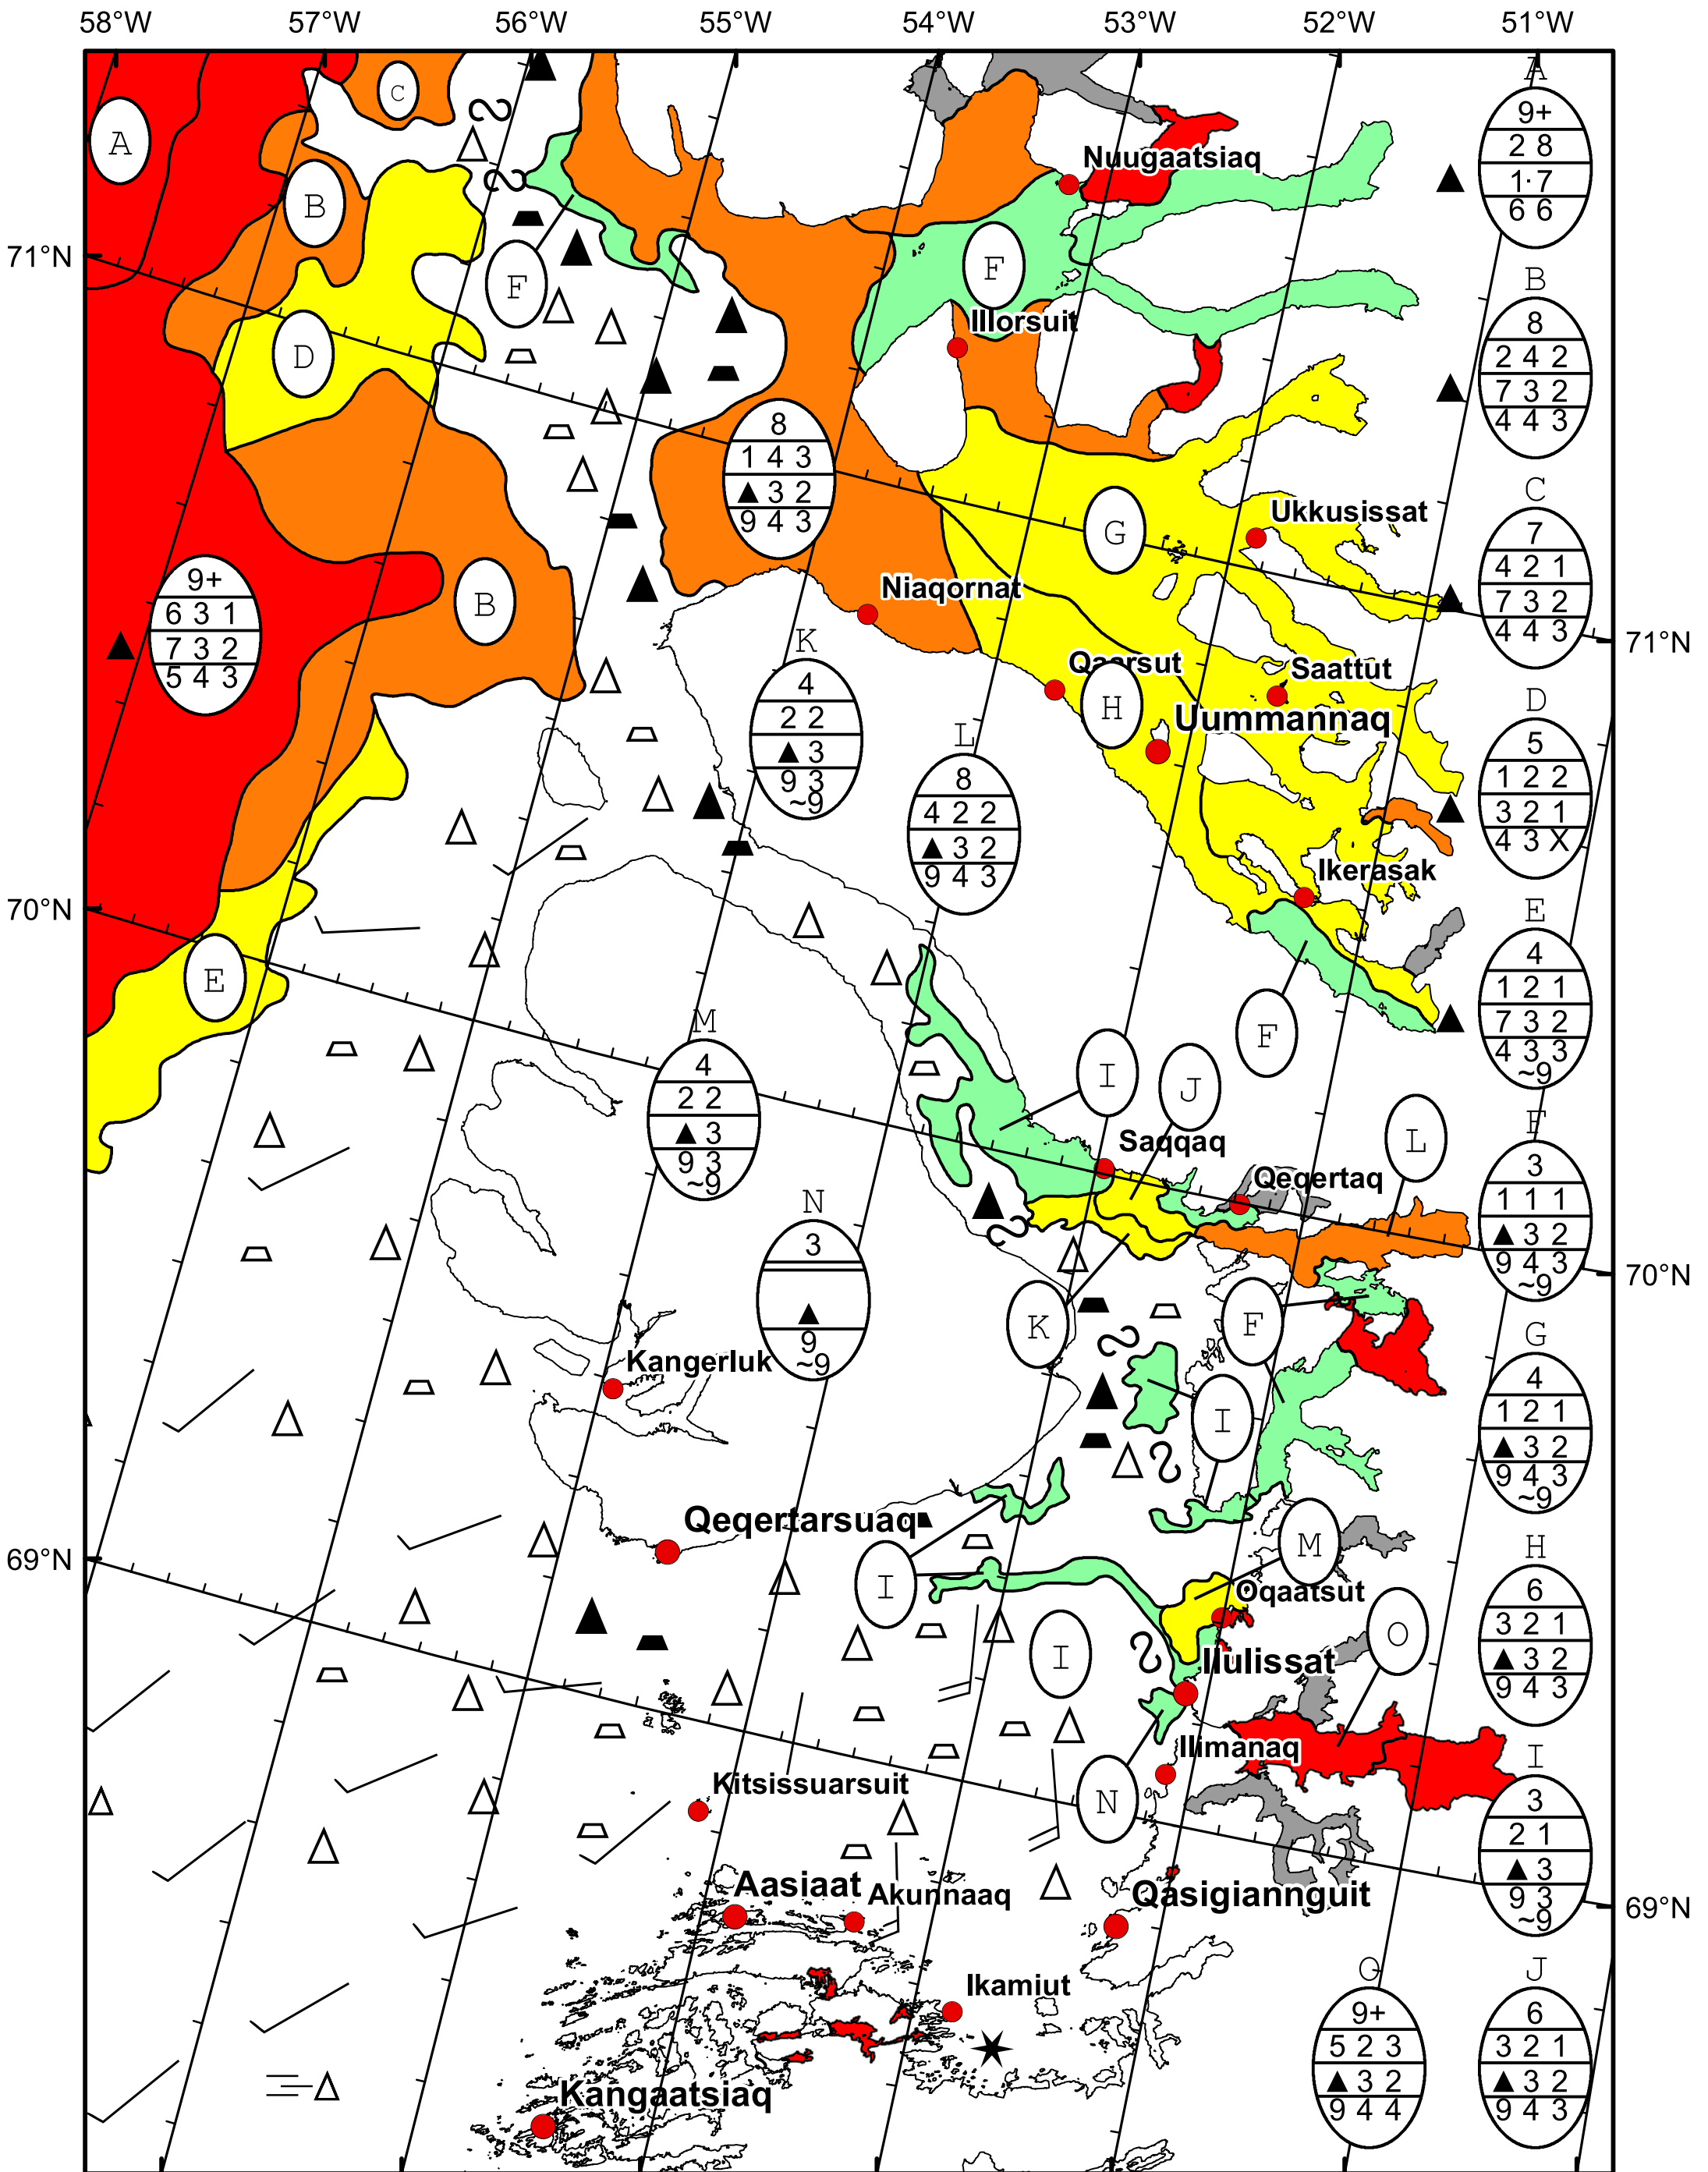 58°W 57°W 56°W 55°W 54°W 53°W 52°W 51°W
A
9+
2 8
1· 7
6 6
C
A
Nuugaatsiaq
B
71°N
F
F
B
8
2 4 2
7 3 2
4 4 3
Illorsuit
D
8
1 4 3
3 2
9 4 3
C
7
4 2 1
7 3 2
4 4 3
G
Ukkusissat
9+
6 3 1
7 3 2
5 4 3
B
Niaqornat
71°N
K
4
2 2
3
9 3
~9
Qaarsut
Saattut
H
Uummannaq
D
5
1 2 2
3 2 1
4 3 X
L
8
4 2 2
3 2
9 4 3
Ikerasak
70°N
E
E
4
1 2 1
7 3 2
4 3 3
~9
F
M
4
2 2
3
9 3
~9
I
J
Saqqaq
L
Qeqertaq
F
3
1 1 1
3 2
9 4 3
~9
70°N
N
3
9
~9
K
F
Kangerluk
I
G
4
1 2 1
3 2
9 4 3
~9
Qeqertarsuaq
69°N
M
I
Oqaatsut
H
6
3 2 1
3 2
9 4 3
I
O
Ilulissat
Ilimanaq
N
I
3
2 1
3
9 3
~9
Kitsissuarsuit
Aasiaat
Akunnaaq
Qasigiannguit
69°N
Ikamiut
O
9+
5 2 3
3 2
9 4 4
J
6
3 2 1
3 2
9 4 3
Kangaatsiaq